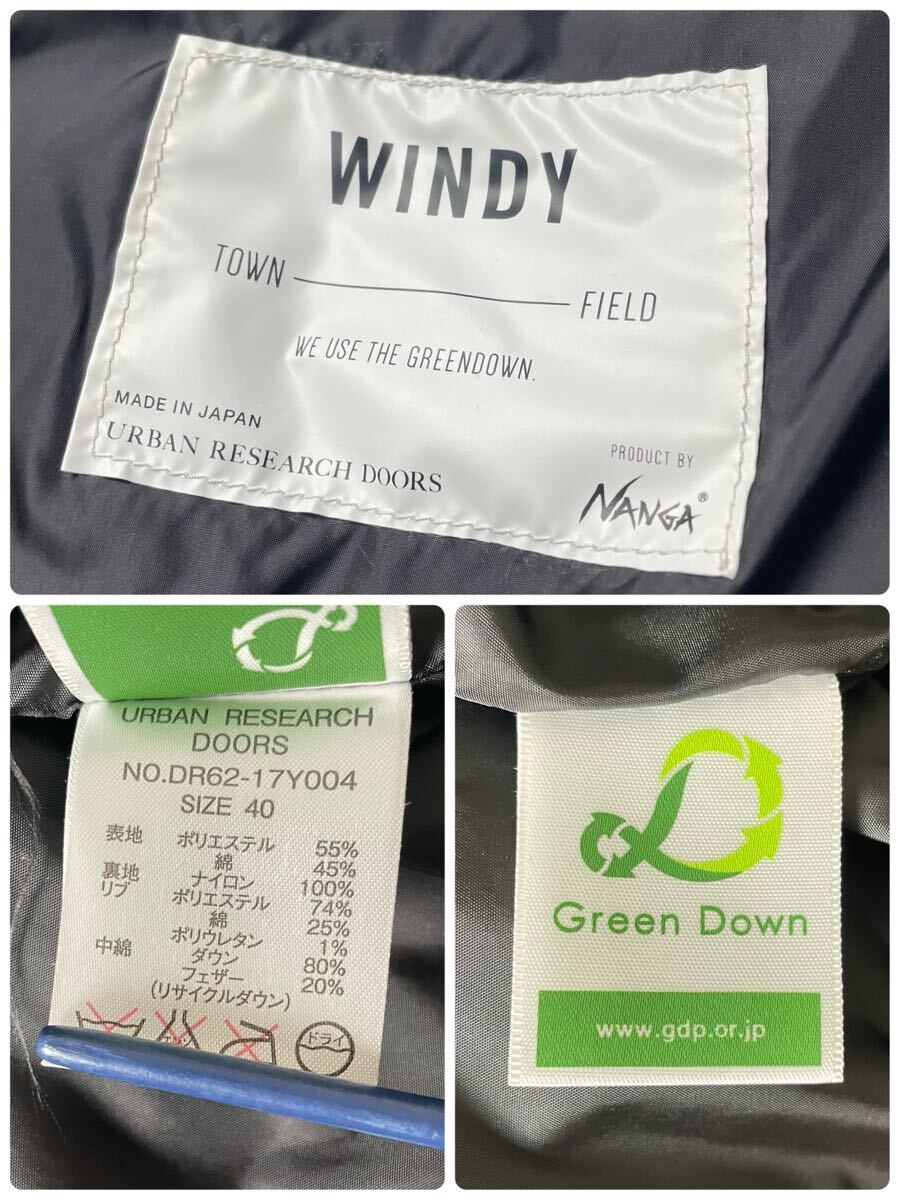 WINDY
TOWN FIELD
WE USE THE GREENDOWN.
MADE IN JAPAN
URBAN RESEARCH DOORS
PRODUCT BY
NANGA®
URBAN RESEARCH
DOORS
NO.DR62-17Y004
SIZE 40
表地 ポリエステル 55%
綿 45%
裏地 ナイロン 100%
リブ ポリエステル 74%
綿 25%
ポリウレタン 1%
中綿 ダウン 80%
フェザー 20%
(リサイクルダウン)
ドライ
Green Down
www.gdp.or.jp